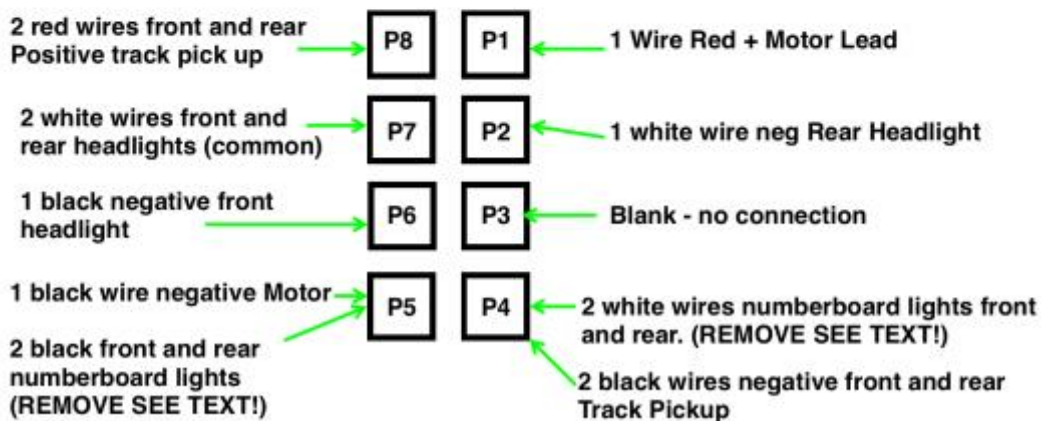 2 red wires front and rear
Positive track pick up
P8
P1
1 Wire Red + Motor Lead
2 white wires front and
rear headlights (common)
P7
P2
1 white wire neg Rear Headlight
1 black negative front
headlight
P6
P3
Blank - no connection
1 black wire negative Motor
P5
P4
2 white wires numberboard lights front
and rear. (REMOVE SEE TEXT!)
2 black front and rear
numberboard lights
(REMOVE SEE TEXT!)
2 black wires negative front and rear
Track Pickup